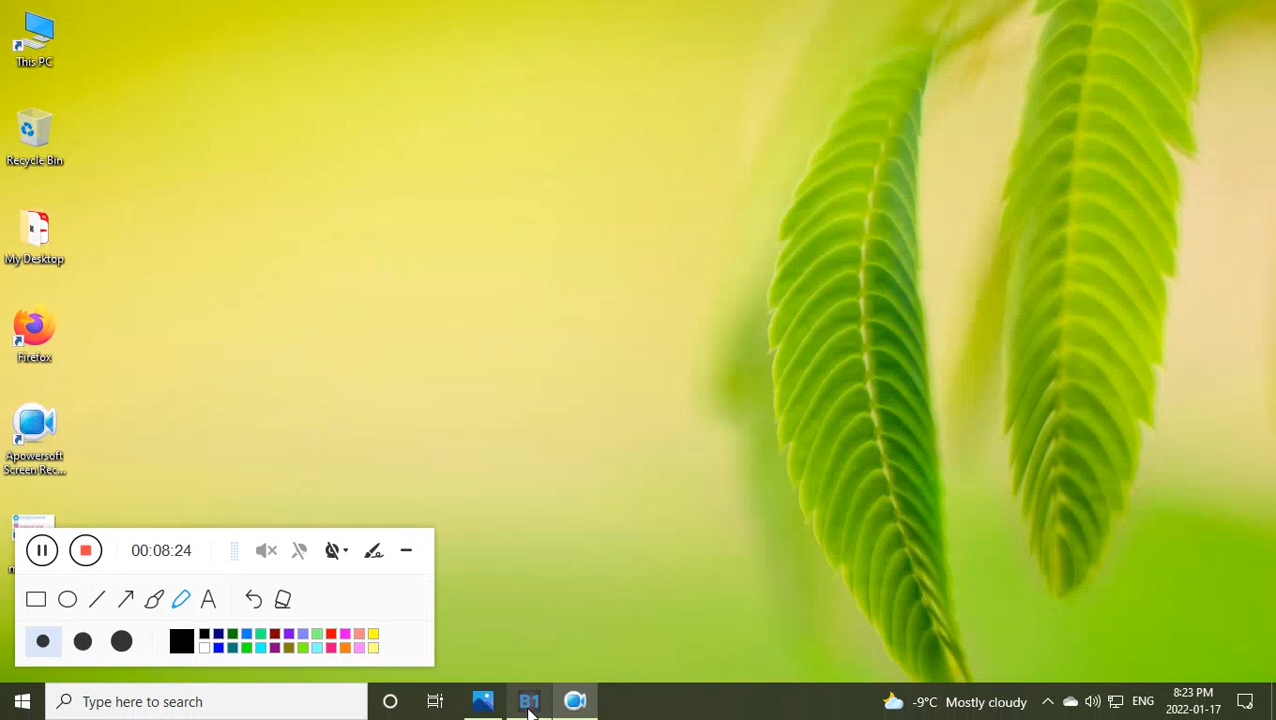 This PC
Recycle Bin
My Desktop
Firefox
Apowersoft
Screen Rec...
00:08:24
A
Type here to search
B1
-9°C Mostly cloudy
ENG
8:23 PM
2022-01-17